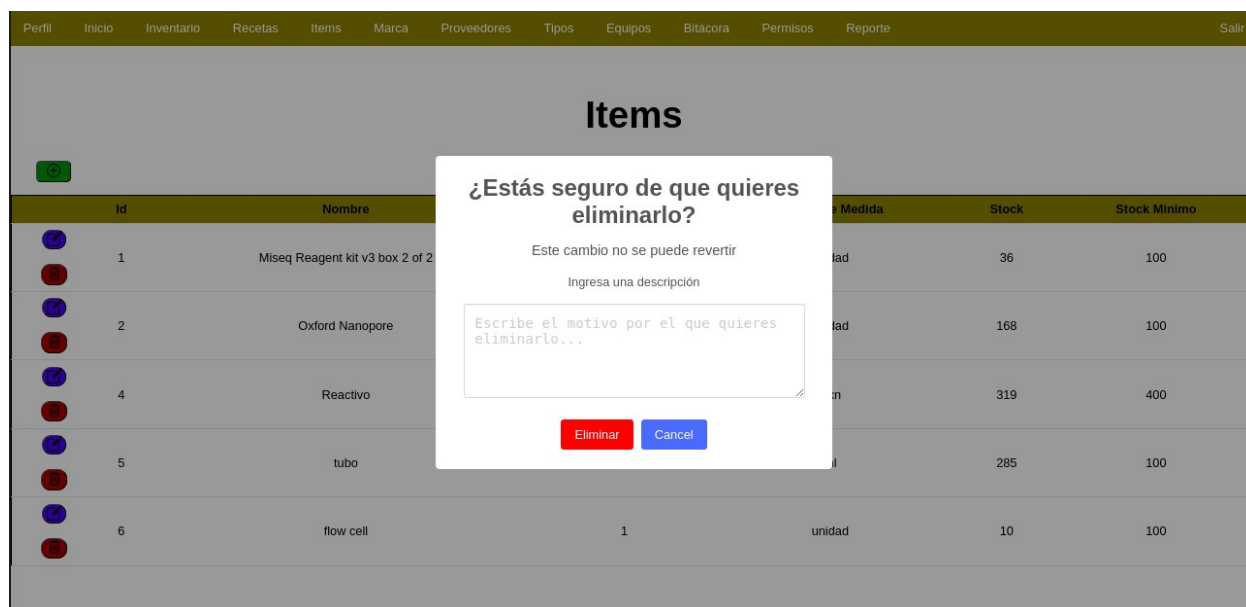 Perfil Inicio Inventario Recetas Items Marca Proveedores Tipos Equipos Bitácora Permisos Reporte Salir
Items
¿Estás seguro de que quieres
eliminarlo?
Este cambio no se puede revertir
Ingresa una descripción
Escribe el motivo por el que quieres
eliminarlo...
Eliminar Cancel
Id Nombre Medida Stock Stock Minimo
1 Miseq Reagent kit v3 box 2 of 2 36 100
2 Oxford Nanopore 168 100
4 Reactivo 319 400
5 tubo 285 100
6 flow cell 1 unidad 10 100